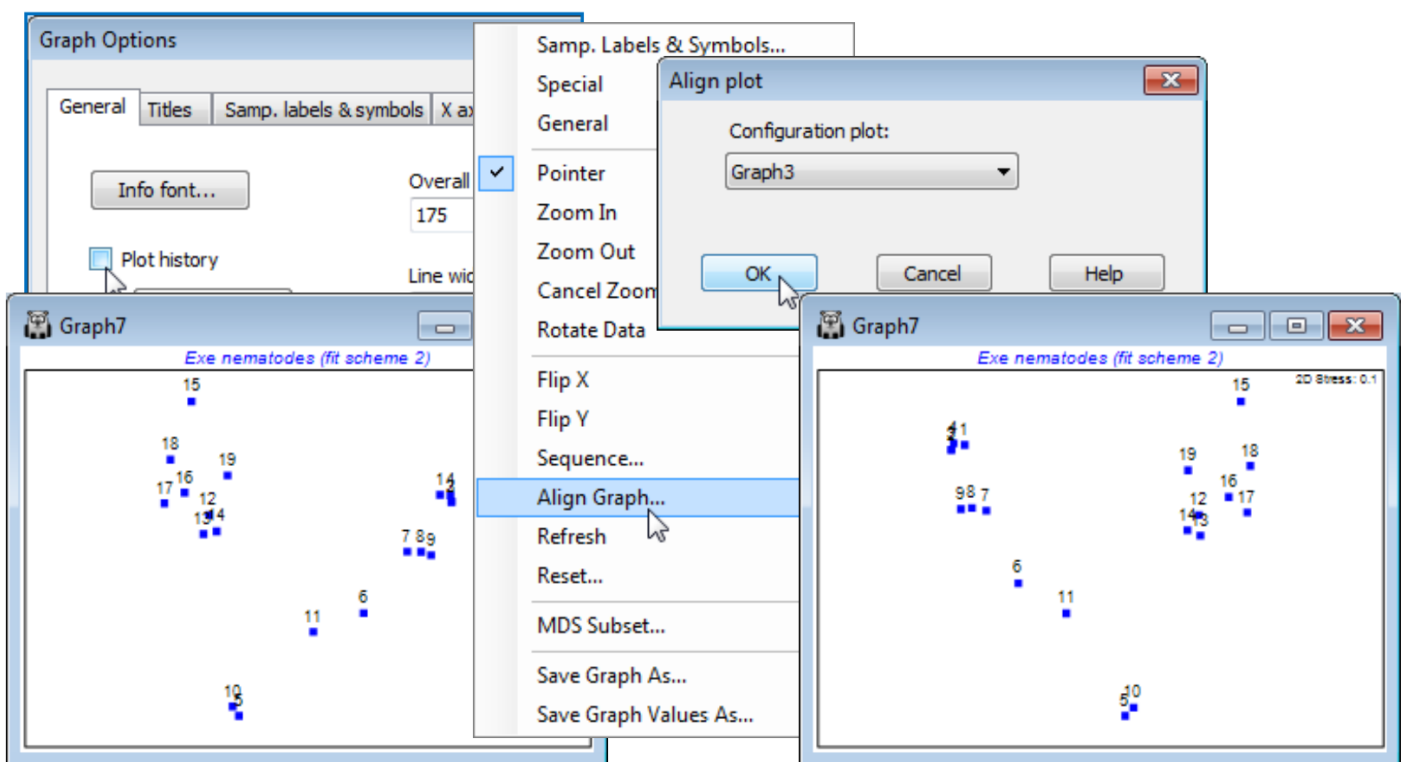 Graph Options
General
Titles
Samp. labels & symbols
X ax
Info font...
Overall
175
Plot history
Line wid
Samp. Labels & Symbols...
Special
General
Pointer
Zoom In
Zoom Out
Cancel Zoom
Rotate Data
Flip X
Flip Y
Sequence...
Align Graph...
Refresh
Reset...
MDS Subset...
Save Graph As...
Save Graph Values As...
Align plot
Configuration plot:
Graph3
OK
Cancel
Help
Graph7
Exe nematodes (fit scheme 2)
15
18
19
16
17
12
13
14
14
7
8
9
6
11
10
5
Graph7
Exe nematodes (fit scheme 2)
2D Stress: 0.1
15
1
19
18
16
17
9
8
7
12
14
13
6
11
10
5